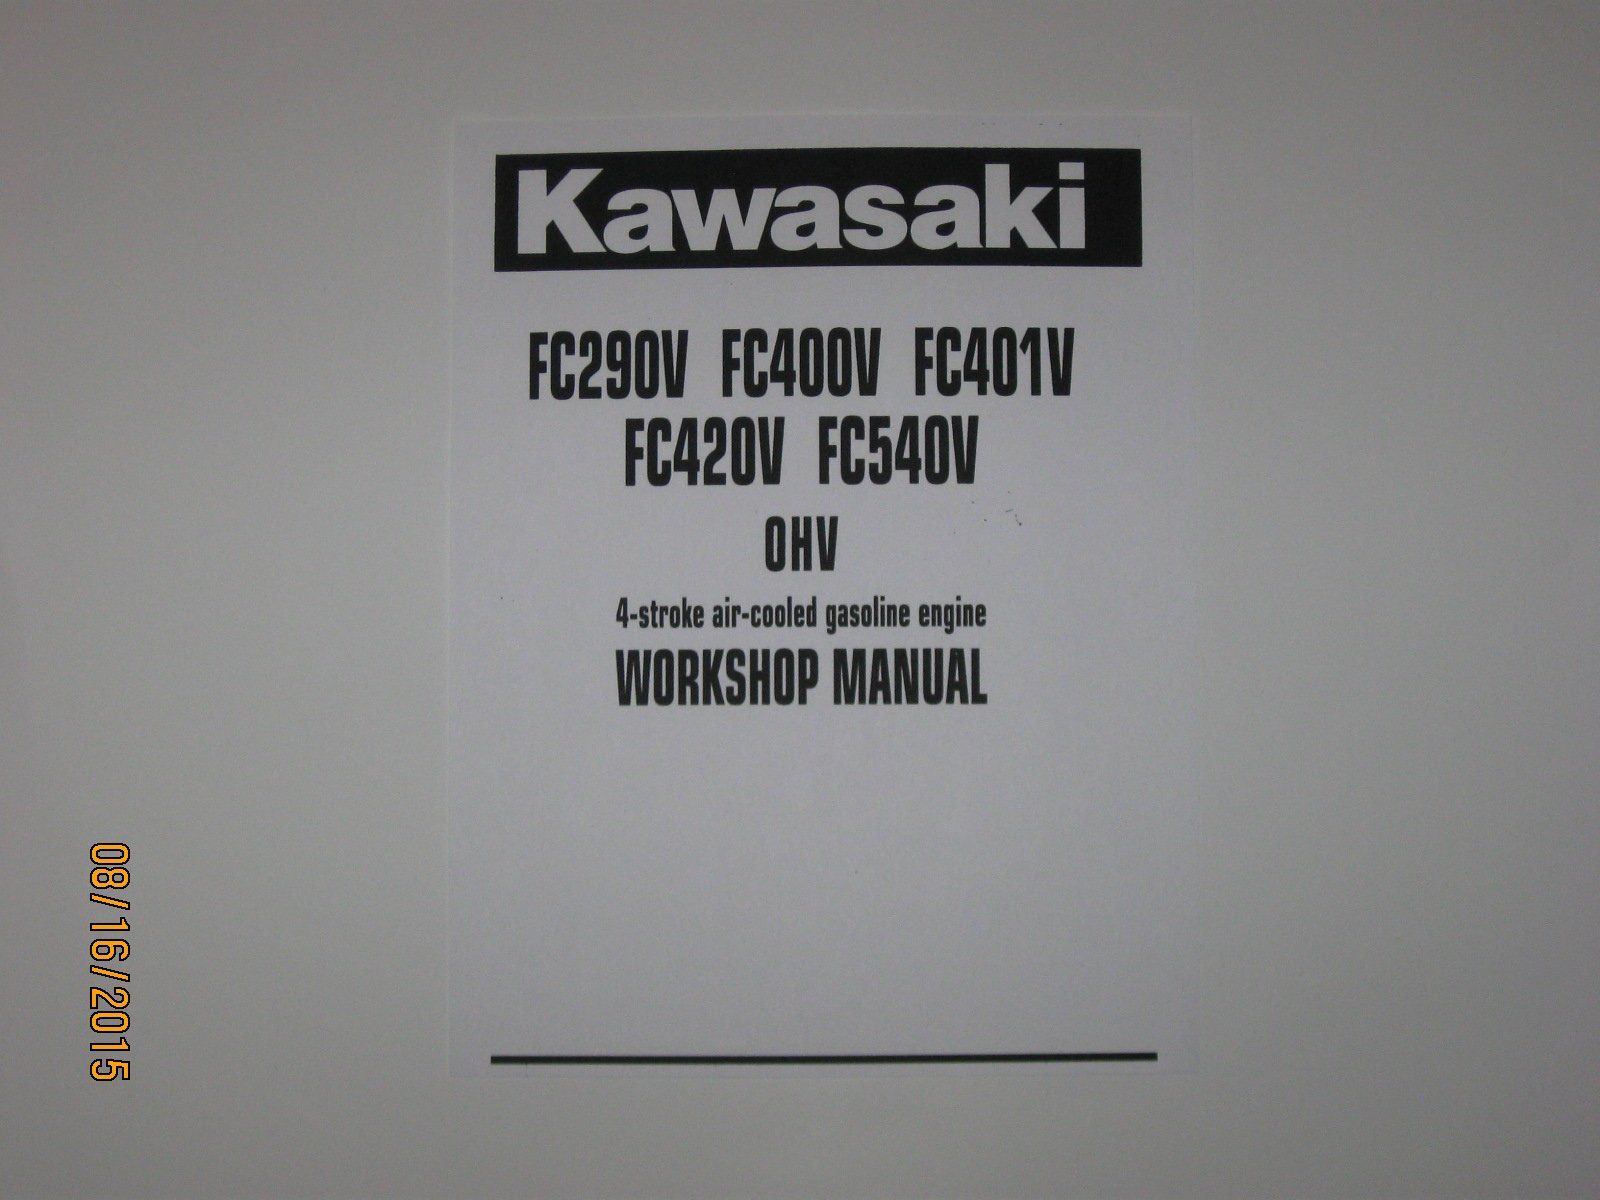 Kawasaki
FC290V FC400V FC401V
FC420V FC540V
OHV
4-stroke air-cooled gasoline engine
WORKSHOP MANUAL
08/16/2015